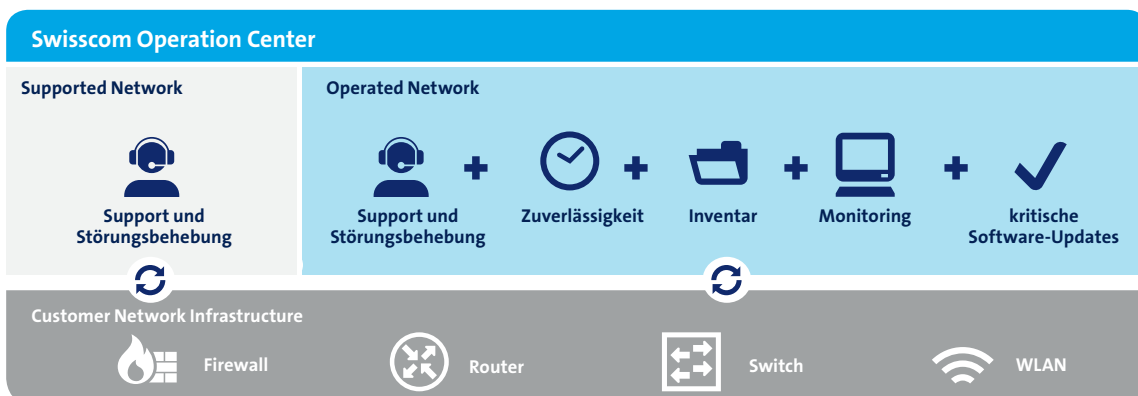 Swisscom Operation Center
Supported Network
Support und
Störungsbehebung
Operated Network
Support und
Störungsbehebung
Zuverlässigkeit
Inventar
Monitoring
kritische
Software-Updates
Customer Network Infrastructure
Firewall
Router
Switch
WLAN